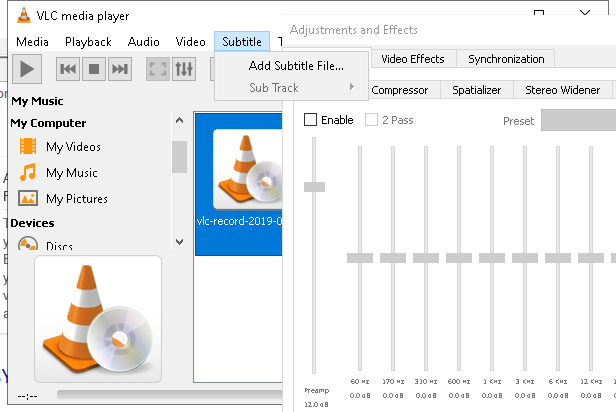 VLC media player
Media Playback Audio Video Subtitle T
Add Subtitle File...
Sub Track
My Music
My Computer
My Videos
My Music
My Pictures
Devices
Discs
vlc-record-2019-0
--:--
Adjustments and Effects
Video Effects Synchronization
Compressor Spatializer Stereo Widener
Enable 2 Pass Preset
Preamp
12.0 dB
60 Hz 170 Hz 310 Hz 600 Hz 1 KHz 3 KHz 6 KHz 12 KHz
0.0 dB 0.0 dB 0.0 dB 0.0 dB 0.0 dB 0.0 dB 0.0 dB 0.0 dB